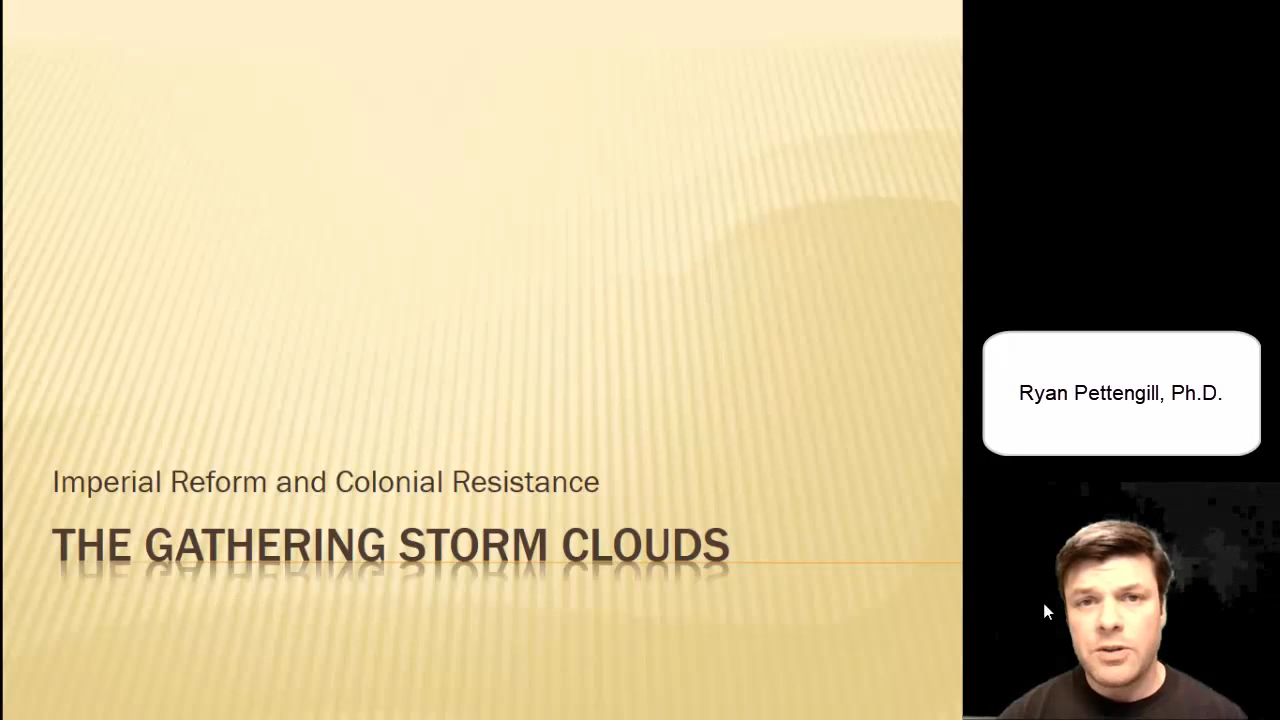 Imperial Reform and Colonial Resistance
THE GATHERING STORM CLOUDS
Ryan Pettengill, Ph.D.